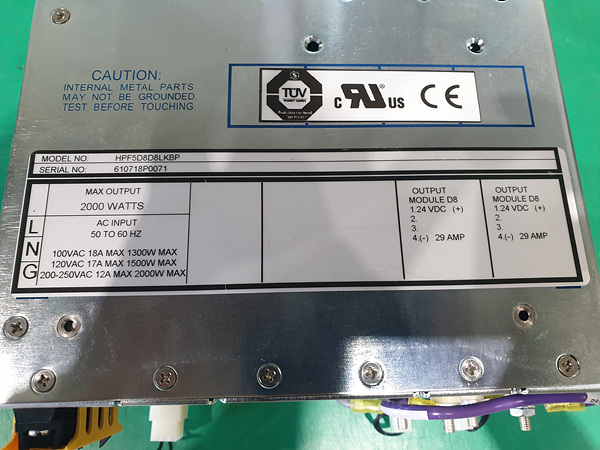 CAUTION:
INTERNAL METAL PARTS
MAY NOT BE GROUNDED.
TEST BEFORE TOUCHING.
S
TÜV
c RU US CE
MODEL NO: HPF5D8D8LKBP
SERIAL NO: 610718P0071
MAX OUTPUT
2000 WATTS
L
N
G
AC INPUT
50 TO 60 HZ
100VAC 18A MAX 1300W MAX
120VAC 17A MAX 1500W MAX
200-250VAC 12A MAX 2000W MAX
OUTPUT
MODULE D8
1.24 VDC (+)
2.
3.
4.(-) 29 AMP
OUTPUT
MODULE D8
1.24 VDC (+)
2.
3.
4.(-) 29 AMP